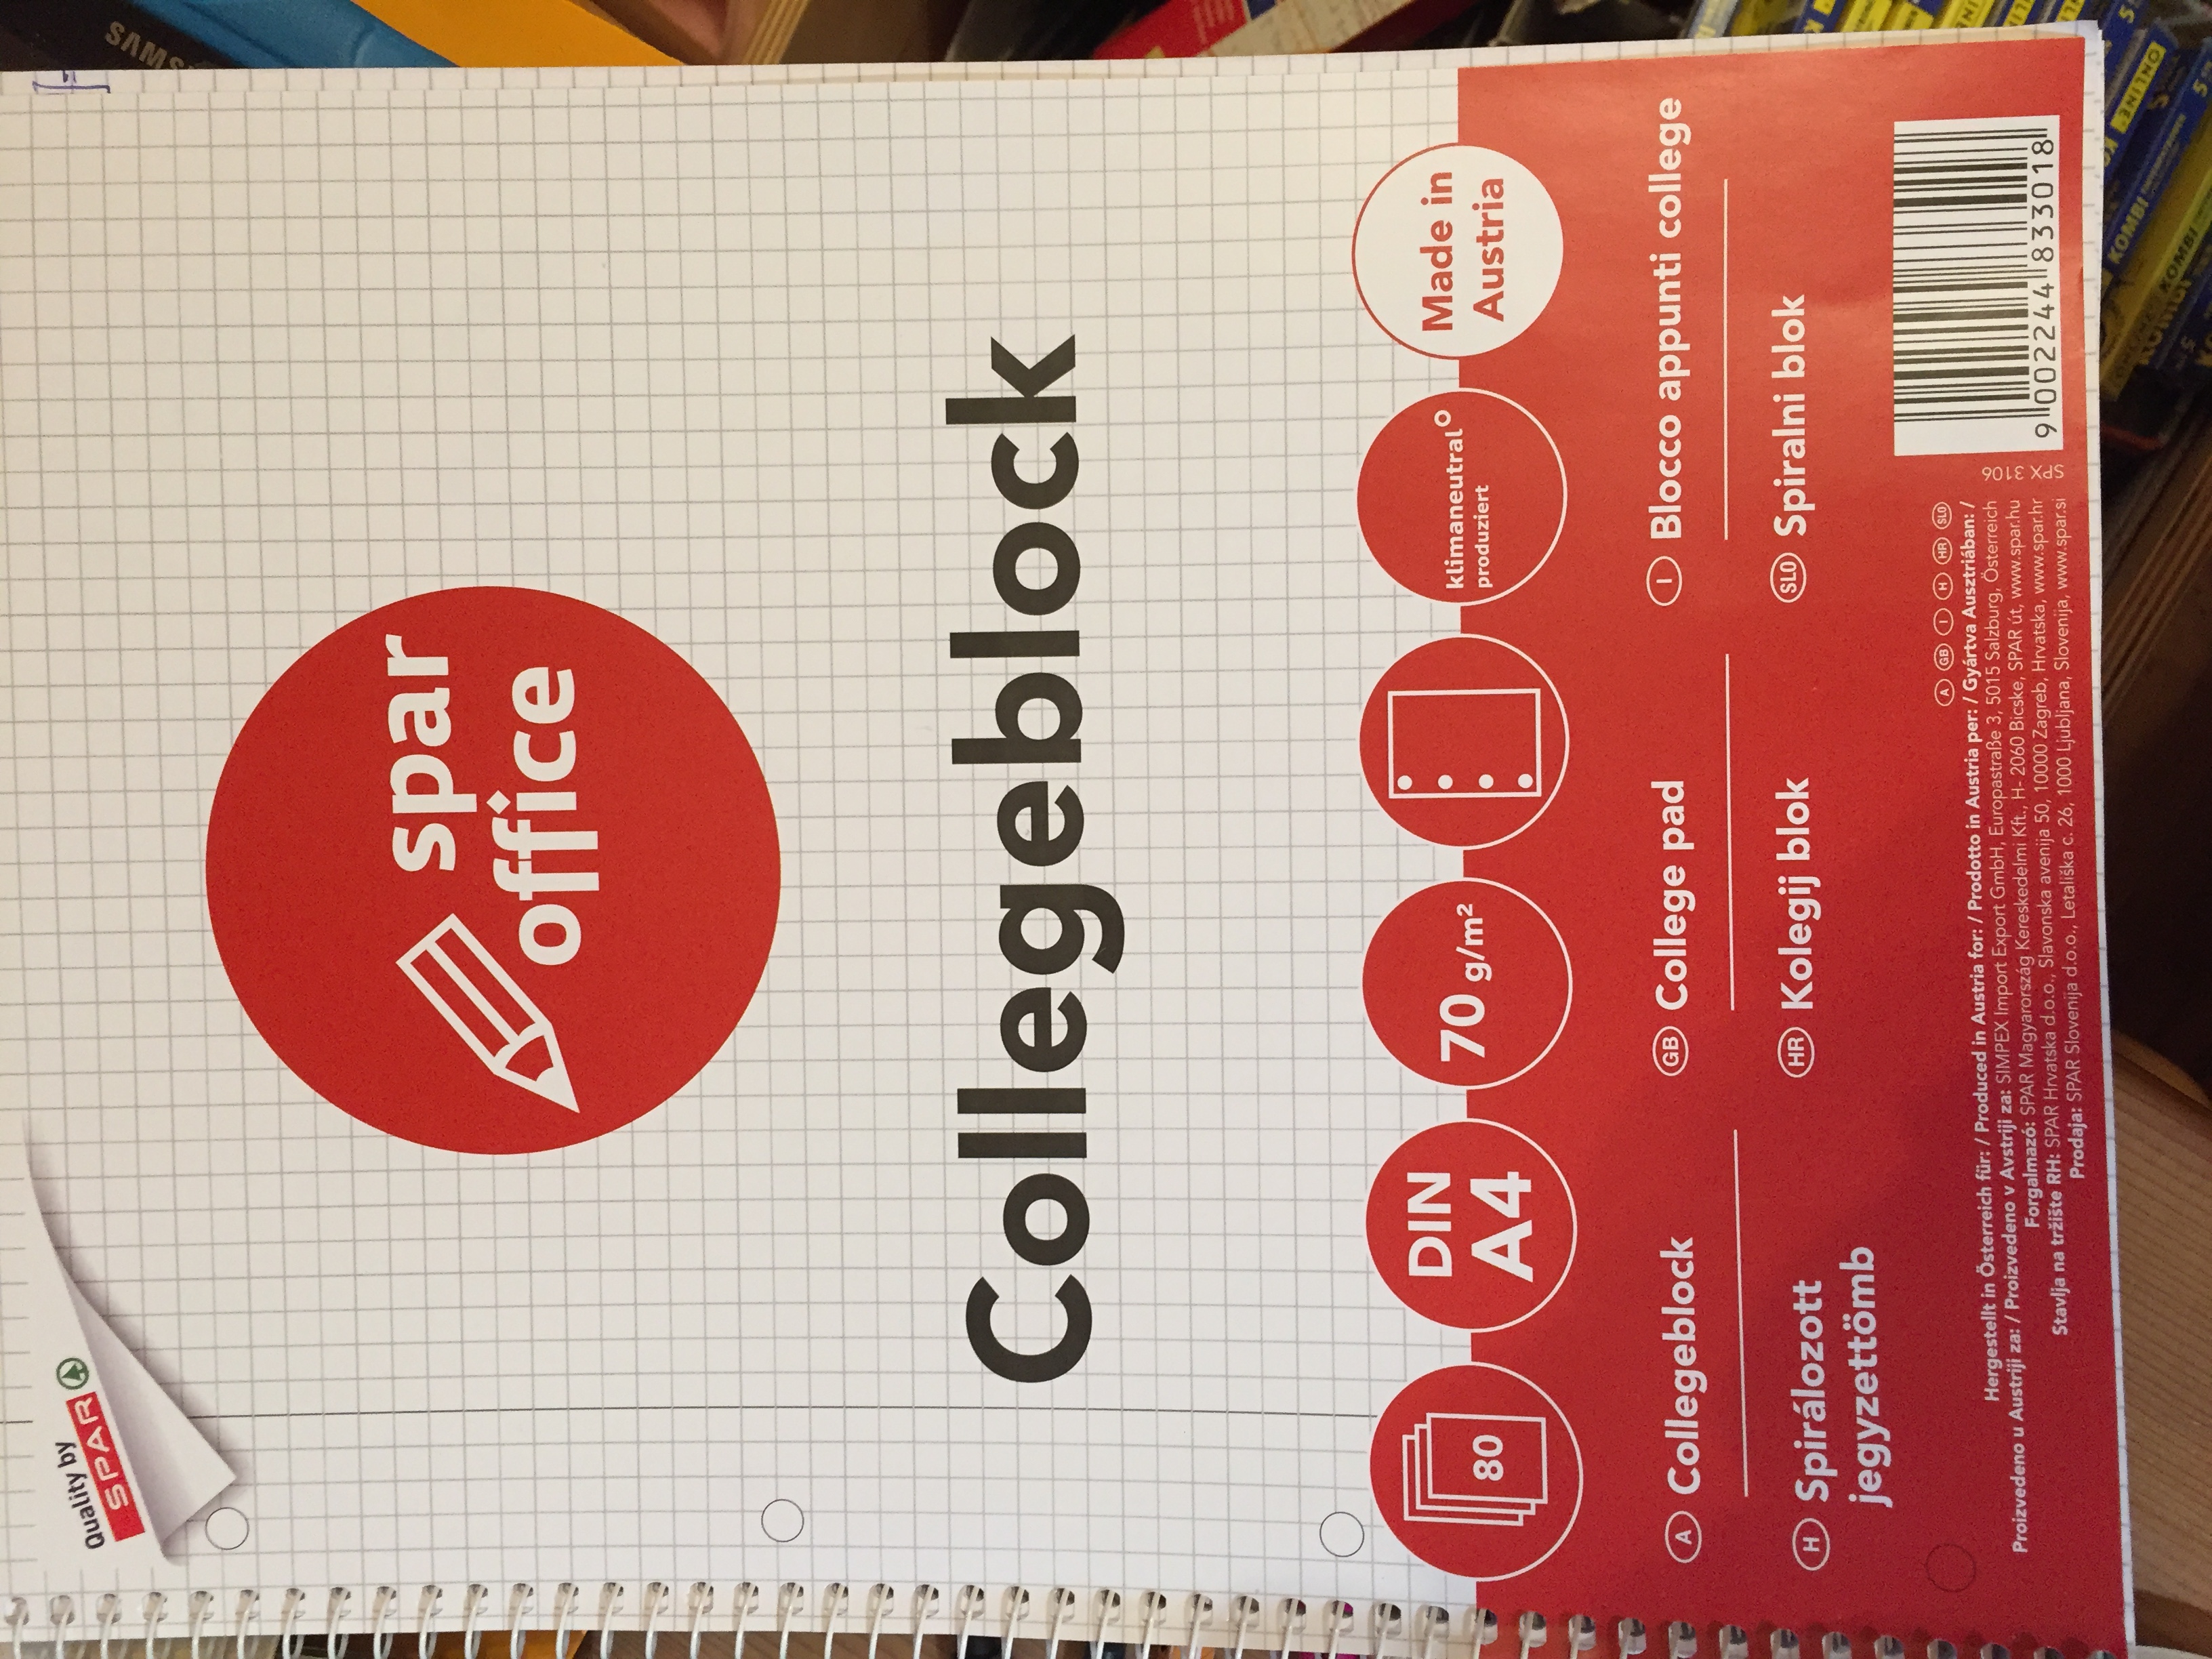 Quality by
SPAR
spar
office
Collegeblock
80
DIN
A4
70 g/m²
klimaneutral
produziert
Made in
Austria
A Collegeblock
GB College pad
I Blocco appunti college
H Spirálozott
jegyzettömb
HR Kolegij blok
SLO Spiralni blok
A GB I H HR SLO
Hergestellt in Österreich für: / Produced in Austria for: / Prodotto in Austria per: / Gyártva Ausztriában: /
Proizvedeno u Austriji za: / Proizvedeno v Avstriji za: SIMPEX Import Export GmbH, Europastraße 3, 5015 Salzburg, Österreich
Forgalmazó: SPAR Magyarország Kereskedelmi Kft., H- 2060 Bicske, SPAR út, www.spar.hu
Stavlja na tržište RH: SPAR Hrvatska d.o.o., Slavonska avenija 50, 10000 Zagreb, Hrvatska, www.spar.hr
Prodaja: SPAR Slovenija d.o.o., Letališka c. 26, 1000 Ljubljana, Slovenija, www.spar.si
SPX 3106
9 002244 833018
SAMS
ONLINE
KOMBI
KOMBI